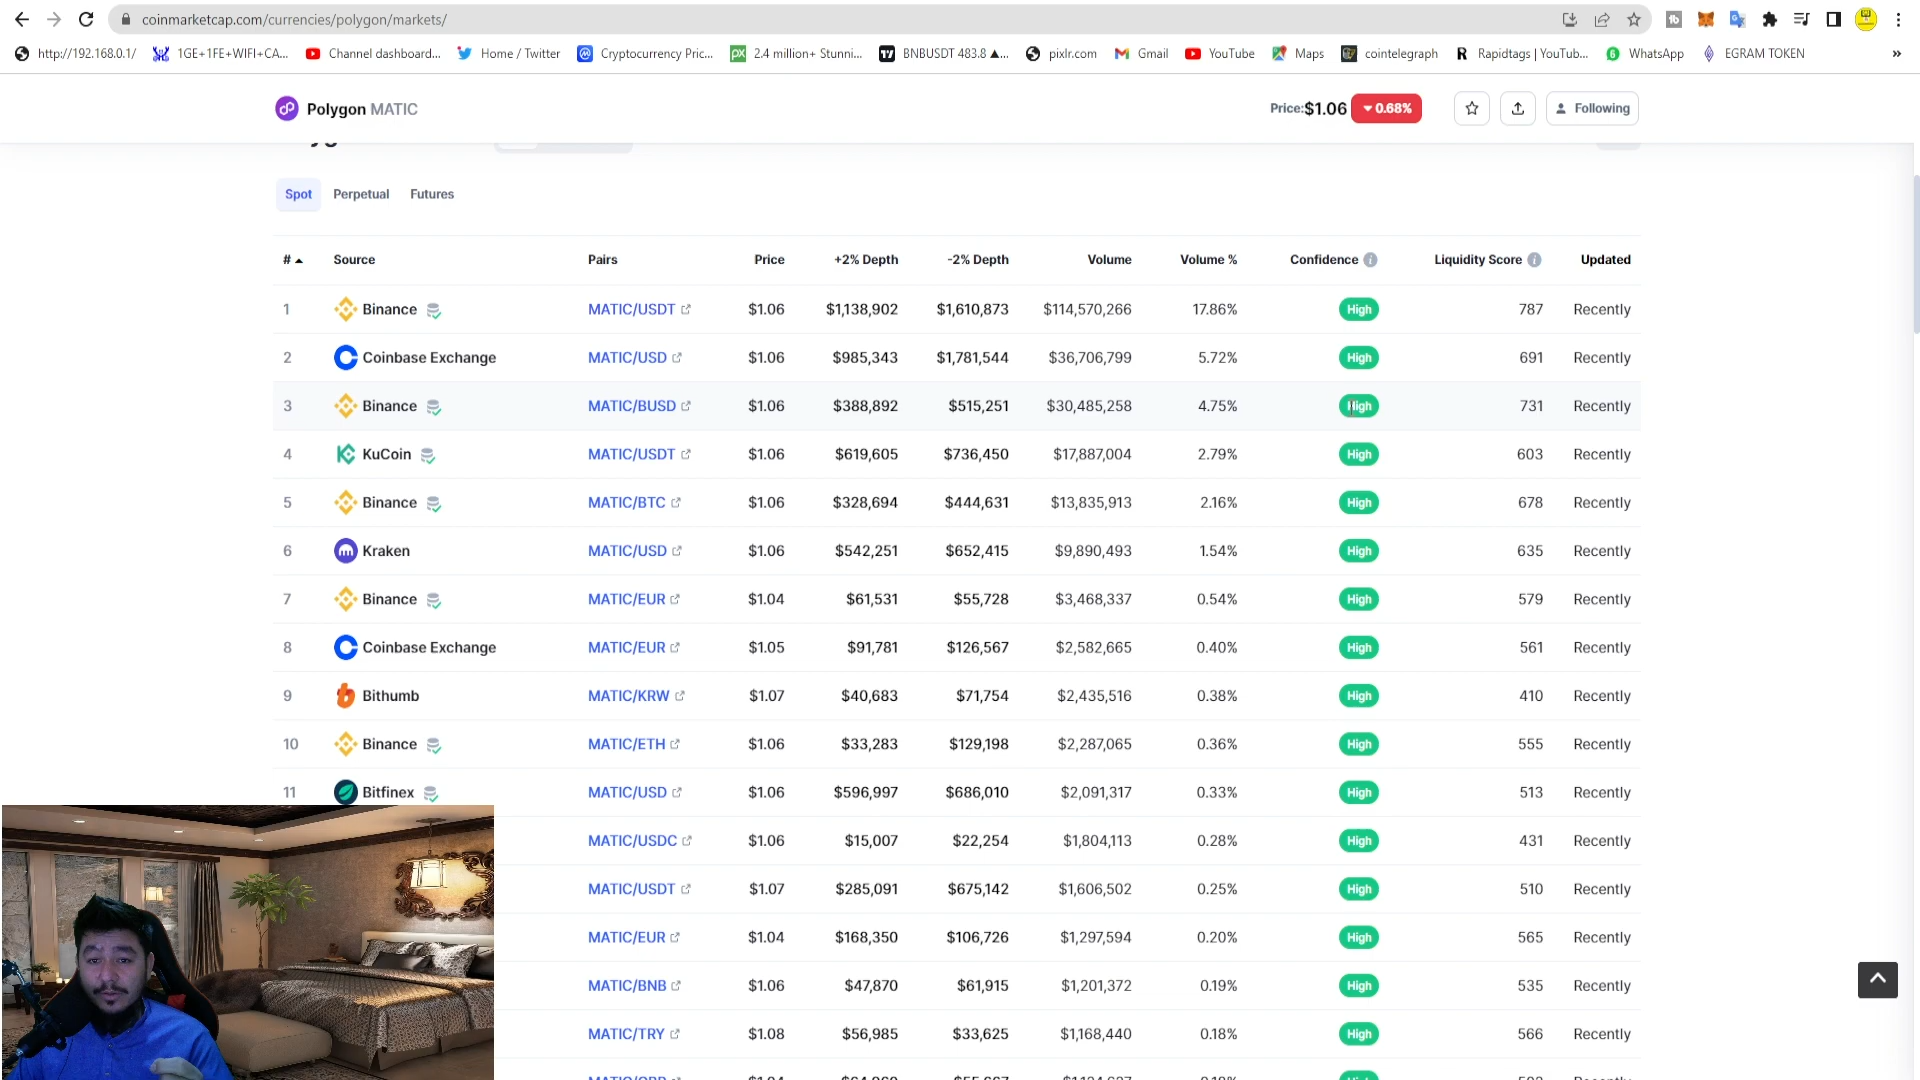 coinmarketcap.com/currencies/polygon/markets/
http://192.168.0.1/ 1GE+1FE+WIFI+CA... Channel dashboard... Home / Twitter Cryptocurrency Pric... 2.4 million+ Stunni... BNBUSDT 483.8 ▲... pixlr.com Gmail YouTube Maps cointelegraph Rapidtags | YouTub... WhatsApp EGRAM TOKEN »
Polygon MATIC Price:$1.06 0.68% Following
Spot Perpetual Futures
# Source Pairs Price +2% Depth -2% Depth Volume Volume % Confidence Liquidity Score Updated
1 Binance MATIC/USDT $1.06 $1,138,902 $1,610,873 $114,570,266 17.86% High 787 Recently
2 Coinbase Exchange MATIC/USD $1.06 $985,343 $1,781,544 $36,706,799 5.72% High 691 Recently
3 Binance MATIC/BUSD $1.06 $388,892 $515,251 $30,485,258 4.75% High 731 Recently
4 KuCoin MATIC/USDT $1.06 $619,605 $736,450 $17,887,004 2.79% High 603 Recently
5 Binance MATIC/BTC $1.06 $328,694 $444,631 $13,835,913 2.16% High 678 Recently
6 Kraken MATIC/USD $1.06 $542,251 $652,415 $9,890,493 1.54% High 635 Recently
7 Binance MATIC/EUR $1.04 $61,531 $55,728 $3,468,337 0.54% High 579 Recently
8 Coinbase Exchange MATIC/EUR $1.05 $91,781 $126,567 $2,582,665 0.40% High 561 Recently
9 Bithumb MATIC/KRW $1.07 $40,683 $71,754 $2,435,516 0.38% High 410 Recently
10 Binance MATIC/ETH $1.06 $33,283 $129,198 $2,287,065 0.36% High 555 Recently
11 Bitfinex MATIC/USD $1.06 $596,997 $686,010 $2,091,317 0.33% High 513 Recently
MATIC/USDC $1.06 $15,007 $22,254 $1,804,113 0.28% High 431 Recently
MATIC/USDT $1.07 $285,091 $675,142 $1,606,502 0.25% High 510 Recently
MATIC/EUR $1.04 $168,350 $106,726 $1,297,594 0.20% High 565 Recently
MATIC/BNB $1.06 $47,870 $61,915 $1,201,372 0.19% High 535 Recently
MATIC/TRY $1.08 $56,985 $33,625 $1,168,440 0.18% High 566 Recently